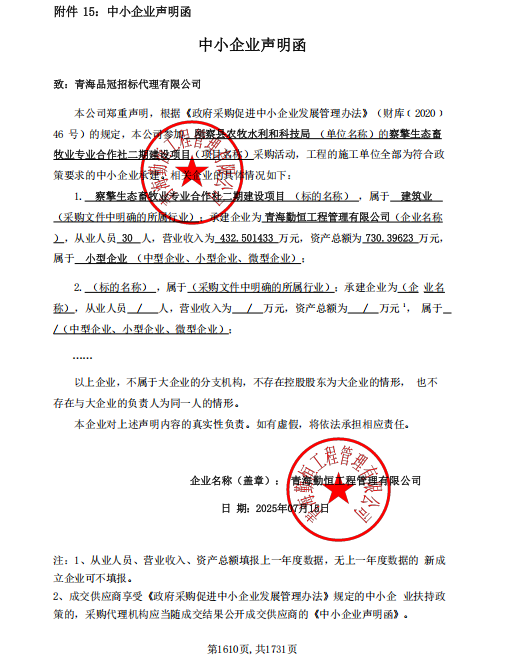 附件 15：中小企业声明函
中小企业声明函
致：青海品冠招标代理有限公司
本公司郑重声明，根据《政府采购促进中小企业发展管理办法》（财库﹝2020﹞
46 号）的规定，本公司参加 刚察县农牧水利和科技局 （单位名称）的察擎生态畜
牧业专业合作社二期建设项目（项目名称）采购活动，工程的施工单位全部为符合政
策要求的中小企业承建。相关企业的具体情况如下：
1. 察擎生态畜牧业专业合作社二期建设项目 （标的名称） ，属于 建筑业
（采购文件中明确的所属行业）；承建企业为 青海勤恒工程管理有限公司（企业名称
），从业人员 30 人，营业收入为 432.501433 万元，资产总额为 730.39623 万元，
属于 小型企业 （中型企业、小型企业、微型企业）；
2. （标的名称） ，属于（采购文件中明确的所属行业）；承建企业为（企 业名
称），从业人员 / 人，营业收入为 / 万元，资产总额为 / 万元 1， 属于
/（中型企业、小型企业、微型企业）；
……
以上企业，不属于大企业的分支机构，不存在控股股东为大企业的情形， 也不
存在与大企业的负责人为同一人的情形。
本企业对上述声明内容的真实性负责。如有虚假，将依法承担相应责任。
企业名称（盖章）： 青海勤恒工程管理有限公司
日 期：2025年07月18日
注：1、从业人员、营业收入、资产总额填报上一年度数据，无上一年度数据的 新成
立企业可不填报。
2、成交供应商享受《政府采购促进中小企业发展管理办法》规定的中小企 业扶持政
策的，采购代理机构应当随成交结果公开成交供应商的《中小企业声明函》。
第1610页,共1731页
青海勤恒工程管理有限公司
青海勤恒工程管理有限公司